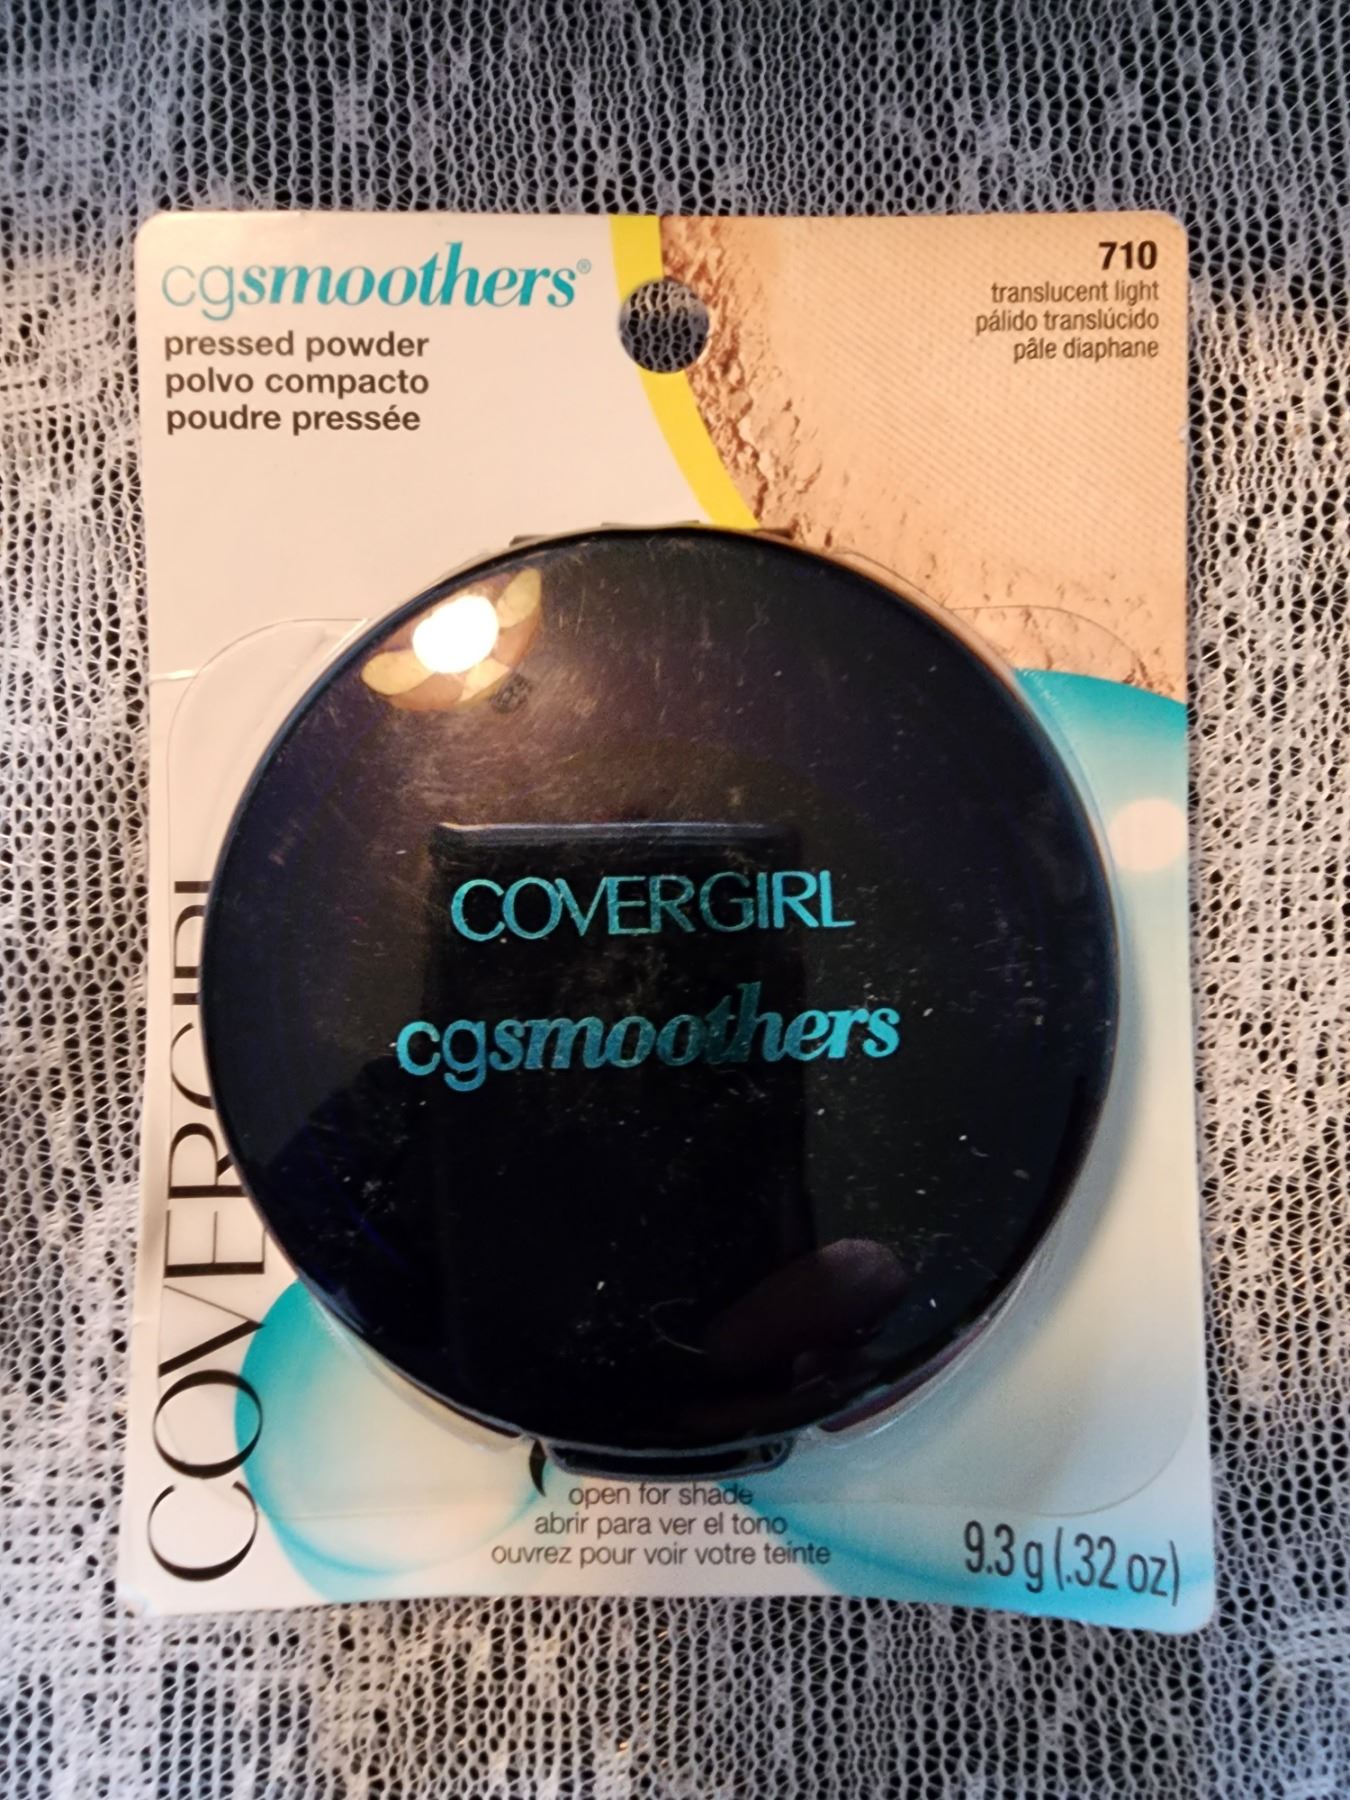 cgsmoothers®
pressed powder
polvo compacto
poudre pressée
710
translucent light
pálido translúcido
pâle diaphane
COVERGIRL
COVERGIRL
cgsmoothers
open for shade
abrir para ver el tono
ouvrez pour voir votre teinte
9.3 g (.32 oz)